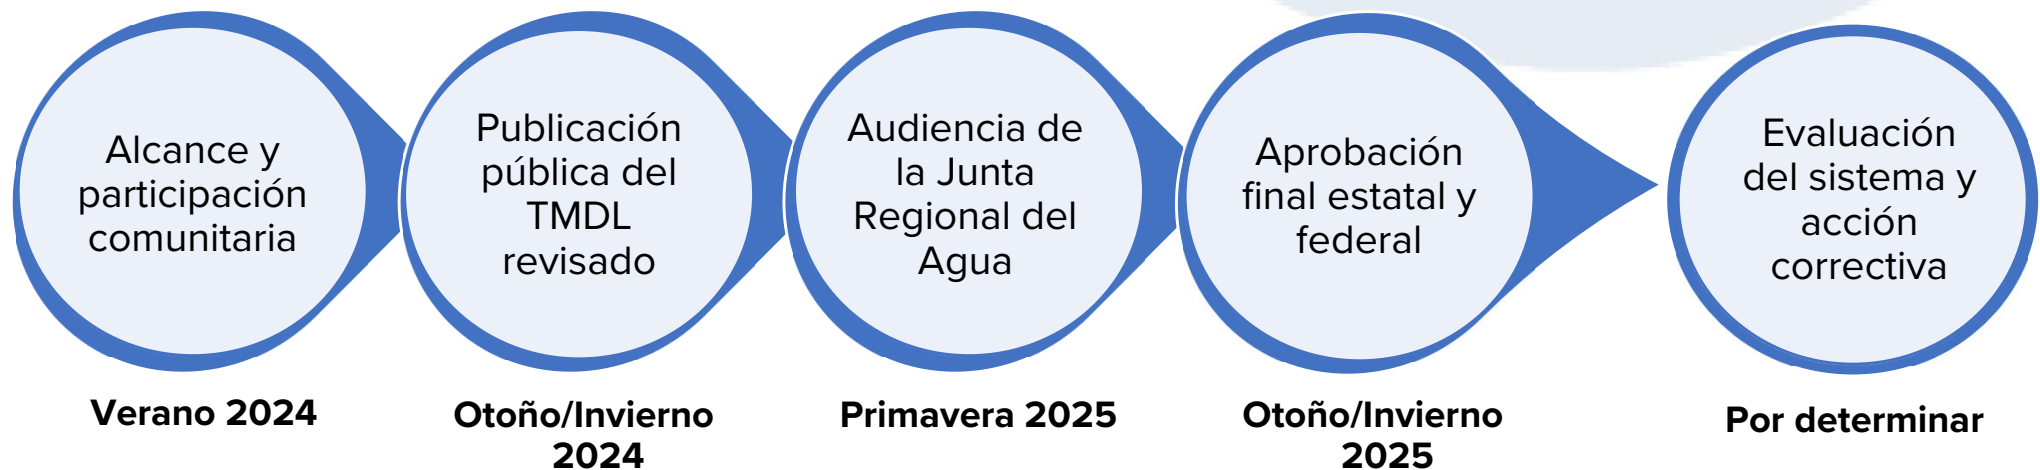 Alcance y
participación
comunitaria
Verano 2024
Publicación
pública del
TMDL
revisado
Otoño/Invierno
2024
Audiencia de
la Junta
Regional del
Agua
Primavera 2025
Aprobación
final estatal y
federal
Otoño/Invierno
2025
Evaluación
del sistema y
acción
correctiva
Por determinar